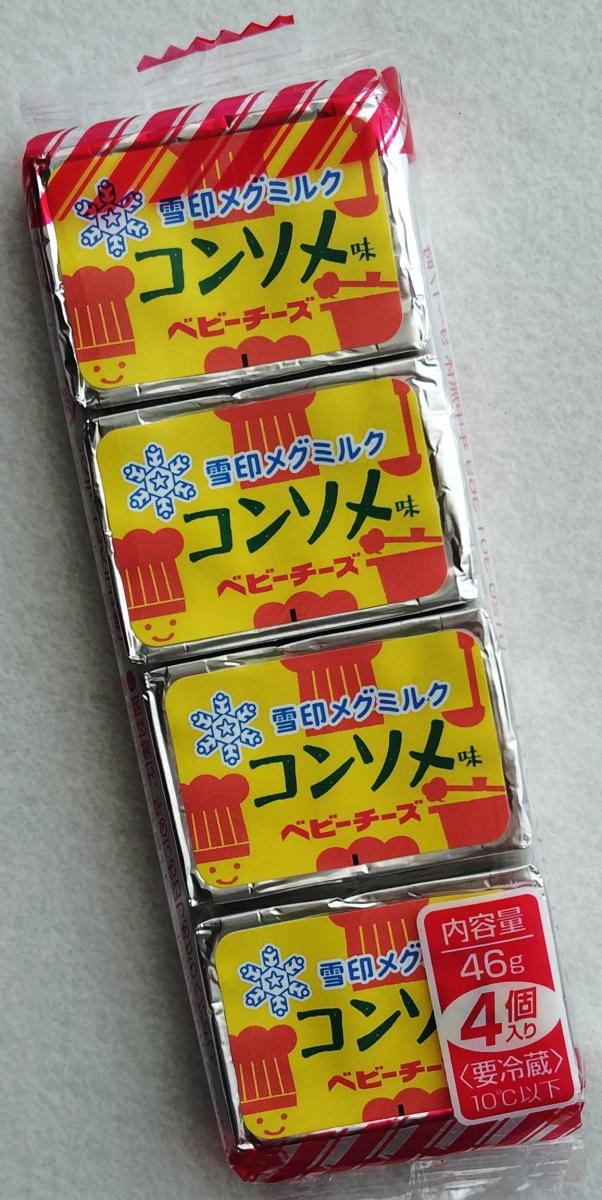 雪印メグミルク
コンソメ味
ベビーチーズ
雪印メグミルク
コンソメ味
ベビーチーズ
雪印メグミルク
コンソメ味
ベビーチーズ
雪印メグ
コンソ
ベビーチー
内容量
46g
4個
入り
〈要冷蔵〉
10℃以下